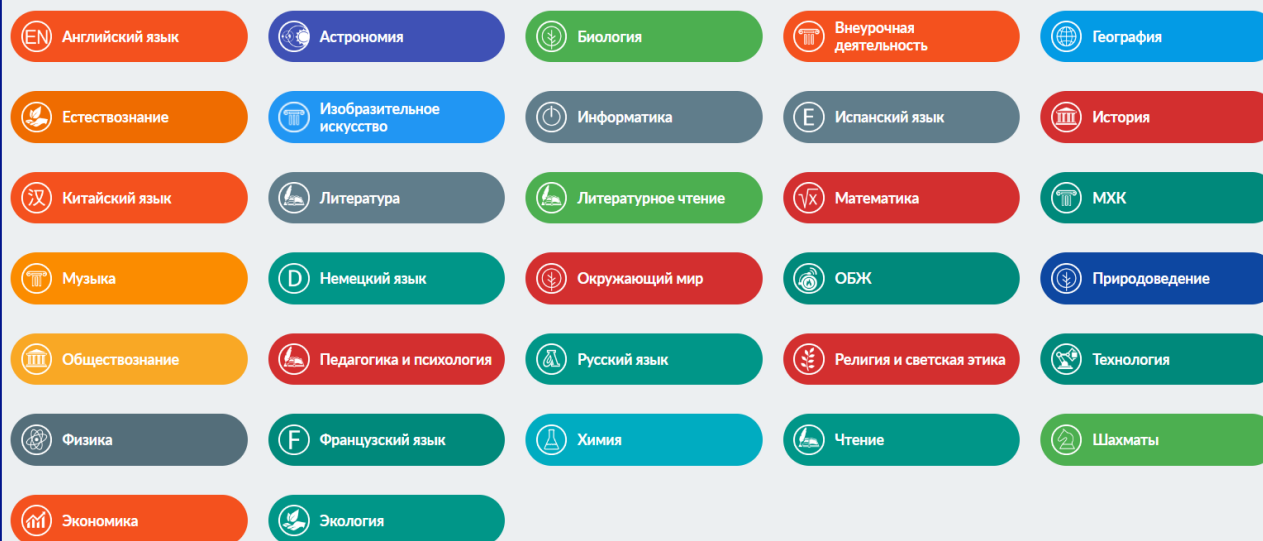 EN Английский язык
Астрономия
Биология
Внеурочная
деятельность
География
Естествознание
Изобразительное
искусство
Информатика
E Испанский язык
История
汉 Китайский язык
Литература
Литературное чтение
√x Математика
МХК
Музыка
D Немецкий язык
Окружающий мир
ОБЖ
Природоведение
Обществознание
Педагогика и психология
Русский язык
Религия и светская этика
Технология
Физика
F Французский язык
Химия
Чтение
Шахматы
Экономика
Экология